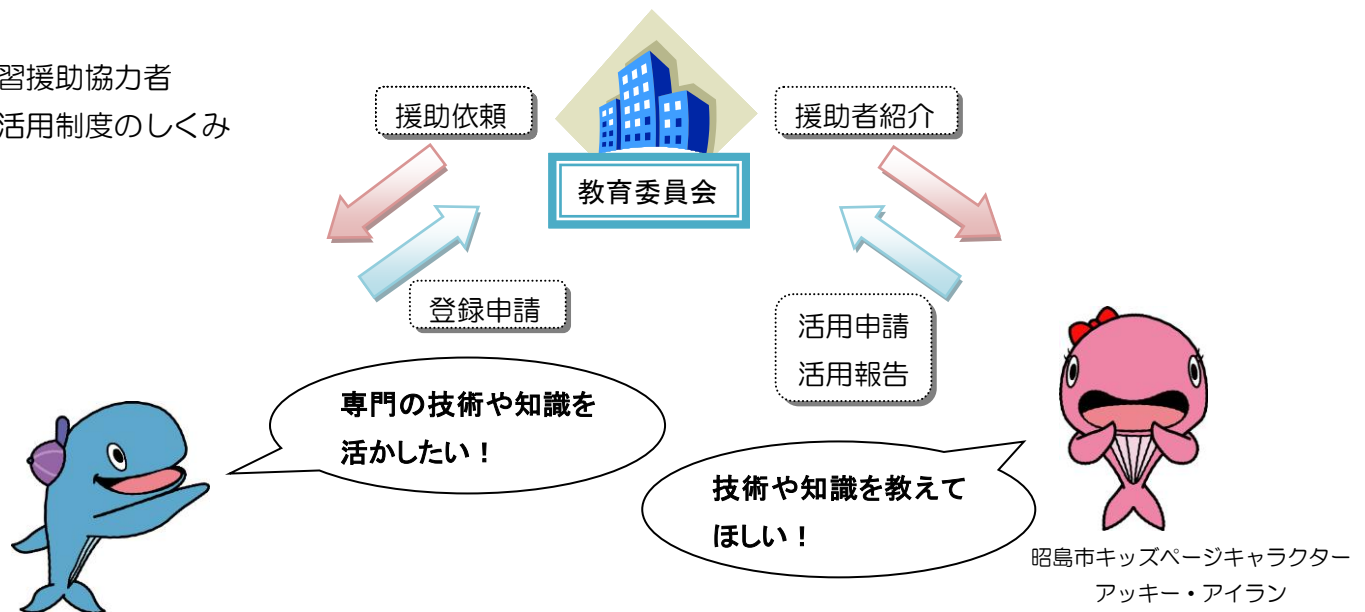 習援助協力者
活用制度のしくみ
援助依頼
援助者紹介
教育委員会
登録申請
活用申請
活用報告
専門の技術や知識を
活かしたい！
技術や知識を教えて
ほしい！
昭島市キッズページキャラクター
アッキー・アイラン